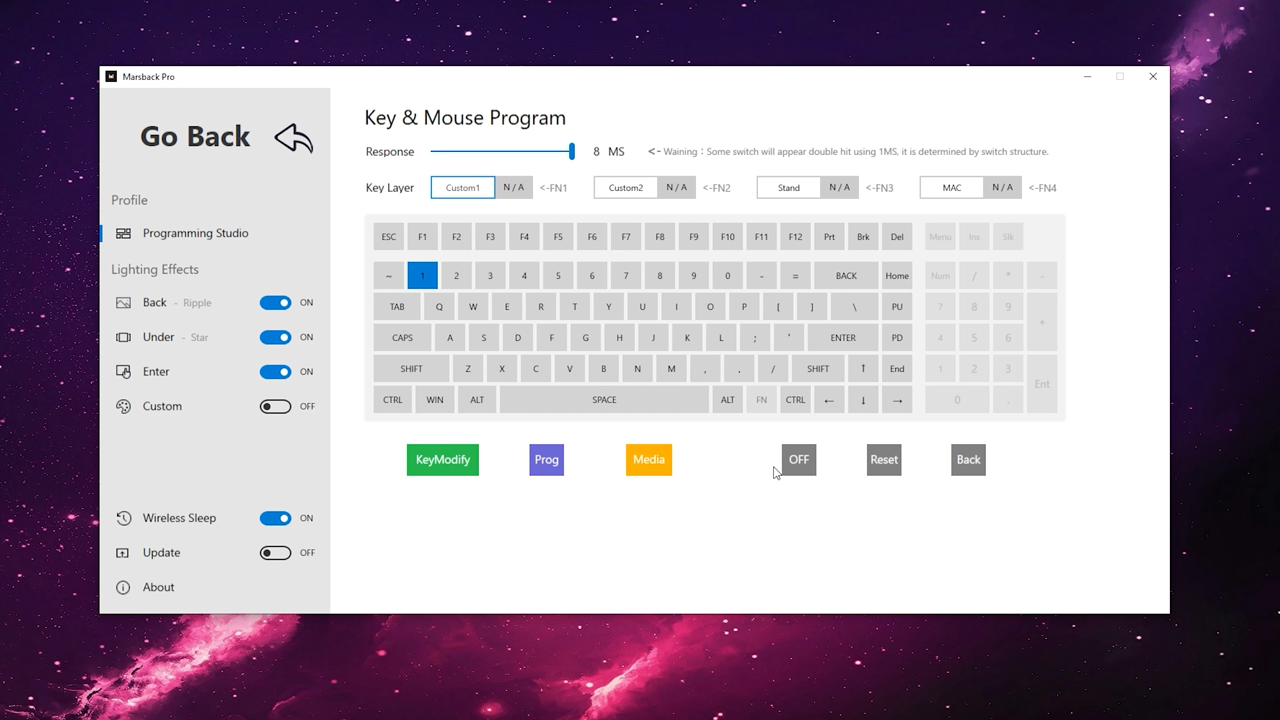 Marsback Pro
Go Back
Profile
Programming Studio
Lighting Effects
Back - Ripple ON
Under - Star ON
Enter ON
Custom OFF
Wireless Sleep ON
Update OFF
About
Key & Mouse Program
Response 8 MS <- Waining : Some switch will appear double hit using 1MS, it is determined by switch structure.
Key Layer Custom1 N / A <-FN1 Custom2 N / A <-FN2 Stand N / A <-FN3 MAC N / A <-FN4
ESC F1 F2 F3 F4 F5 F6 F7 F8 F9 F10 F11 F12 Prt Brk Del Menu Ins Slk
~ 1 2 3 4 5 6 7 8 9 0 - = BACK Home Num / * -
TAB Q W E R T Y U I O P [ ] \ PU 7 8 9 +
CAPS A S D F G H J K L ; ' ENTER PD 4 5 6
SHIFT Z X C V B N M , . / SHIFT ↑ End 1 2 3 Ent
CTRL WIN ALT SPACE ALT FN CTRL ← ↓ → 0 .
KeyModify Prog Media OFF Reset Back